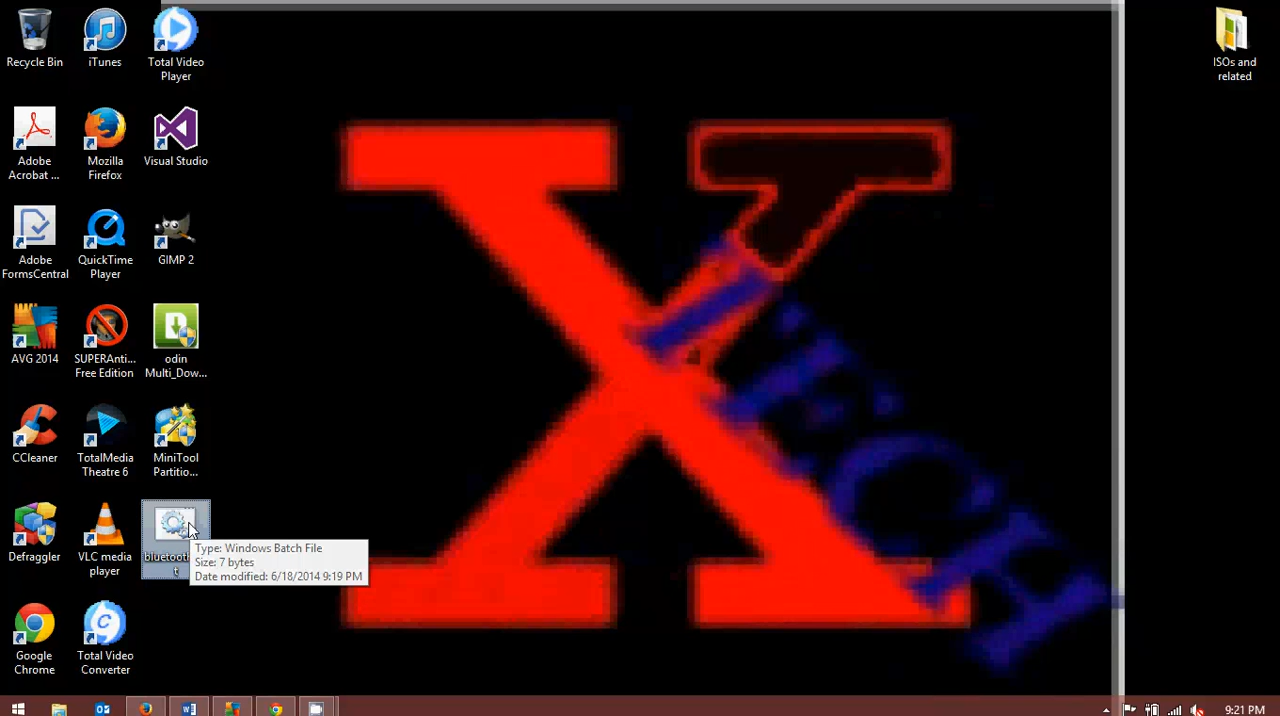 Recycle Bin
iTunes
Total Video
Player
ISOs and
related
Adobe
Acrobat ...
Mozilla
Firefox
Visual Studio
Adobe
FormsCentral
QuickTime
Player
GIMP 2
AVG 2014
SUPERAnti...
Free Edition
odin
Multi_Dow...
CCleaner
TotalMedia
Theatre 6
MiniTool
Partitio...
Defraggler
VLC media
player
Type: Windows Batch File
Size: 7 bytes
Date modified: 6/18/2014 9:19 PM
Google
Chrome
Total Video
Converter
X
TECH
9:21 PM